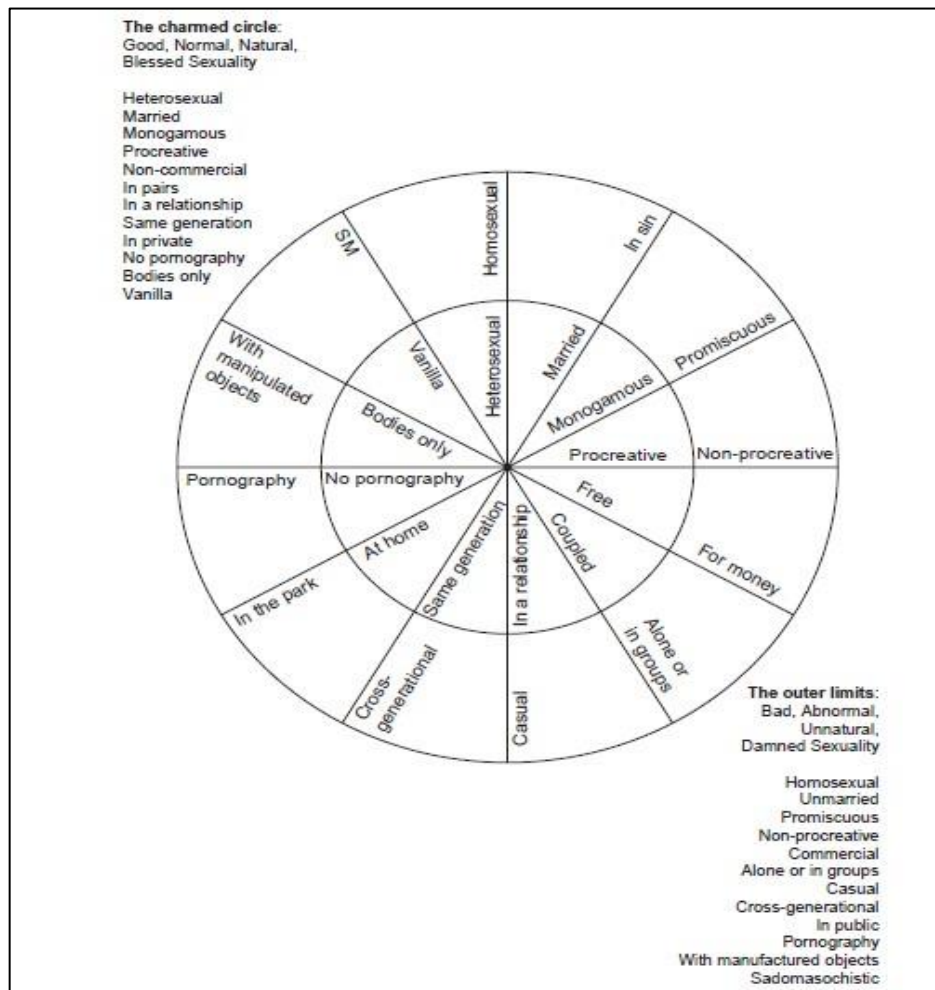 The charmed circle:
Good, Normal, Natural,
Blessed Sexuality
Heterosexual
Married
Monogamous
Procreative
Non-commercial
In pairs
In a relationship
Same generation
In private
No pornography
Bodies only
Vanilla
SM
Homosexual
In sin
Promiscuous
Non-procreative
For money
Alone or
in groups
Casual
Cross-
generational
In the park
Pornography
With
manipulated
objects
Vanilla
Heterosexual
Married
Monogamous
Procreative
Free
Coupled
In a relationship
Same generation
At home
No pornography
Bodies only
The outer limits:
Bad, Abnormal,
Unnatural,
Damned Sexuality
Homosexual
Unmarried
Promiscuous
Non-procreative
Commercial
Alone or in groups
Casual
Cross-generational
In public
Pornography
With manufactured objects
Sadomasochistic